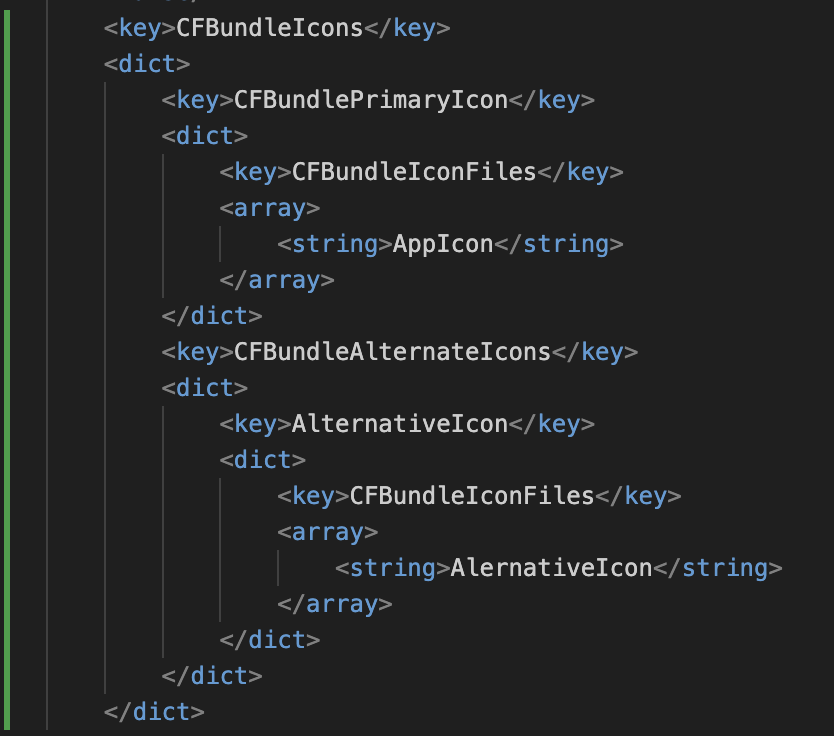 <key>CFBundleIcons</key>
<dict>
<key>CFBundlePrimaryIcon</key>
<dict>
<key>CFBundleIconFiles</key>
<array>
<string>AppIcon</string>
</array>
</dict>
<key>CFBundleAlternateIcons</key>
<dict>
<key>AlternativeIcon</key>
<dict>
<key>CFBundleIconFiles</key>
<array>
<string>AlernativeIcon</string>
</array>
</dict>
</dict>
</dict>